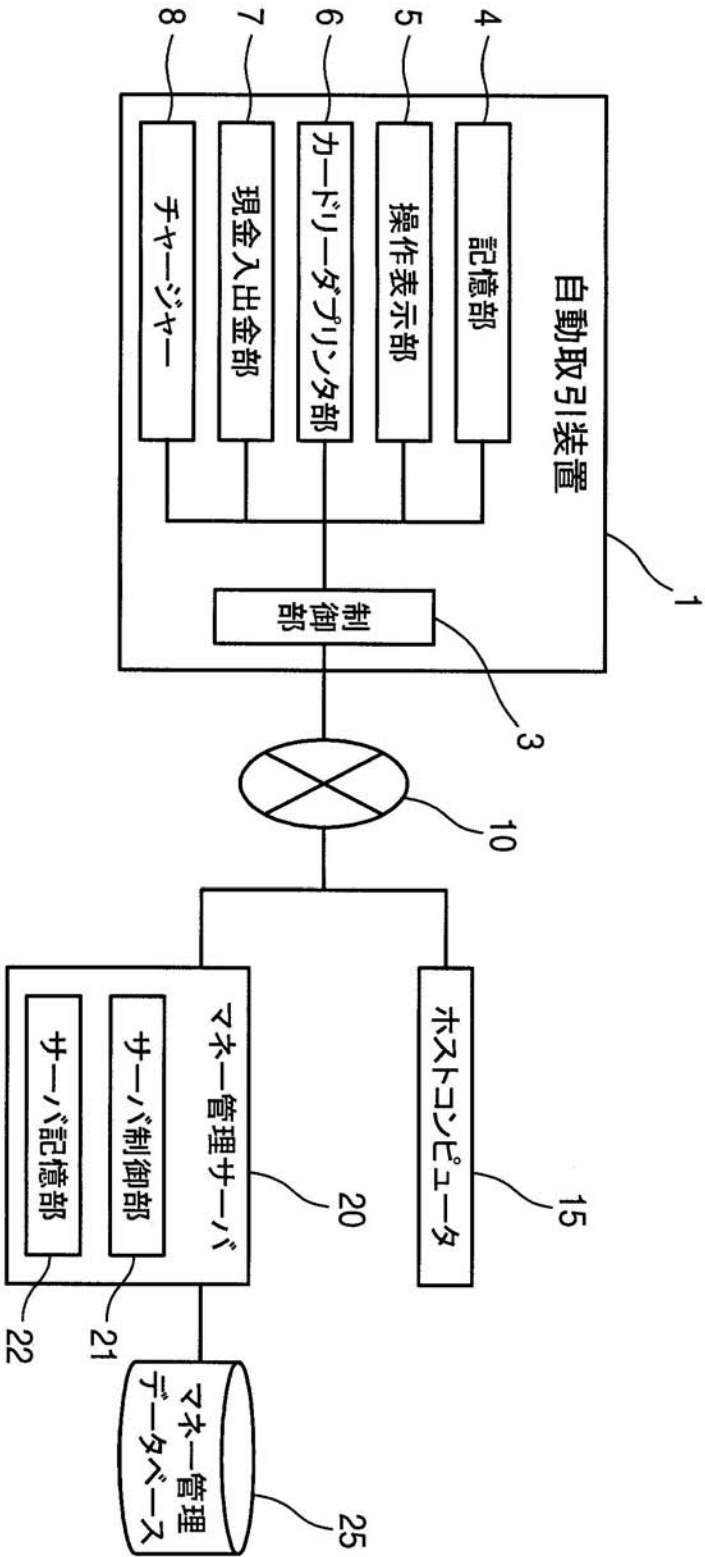 自動取引装置
1
記憶部
4
操作表示部
5
カードリーダプリンタ部
6
現金入出金部
7
チャージャー
8
制御部
3
10
ホストコンピュータ
15
マネー管理サーバ
20
サーバ制御部
21
サーバ記憶部
22
マネー管理
データベース
25